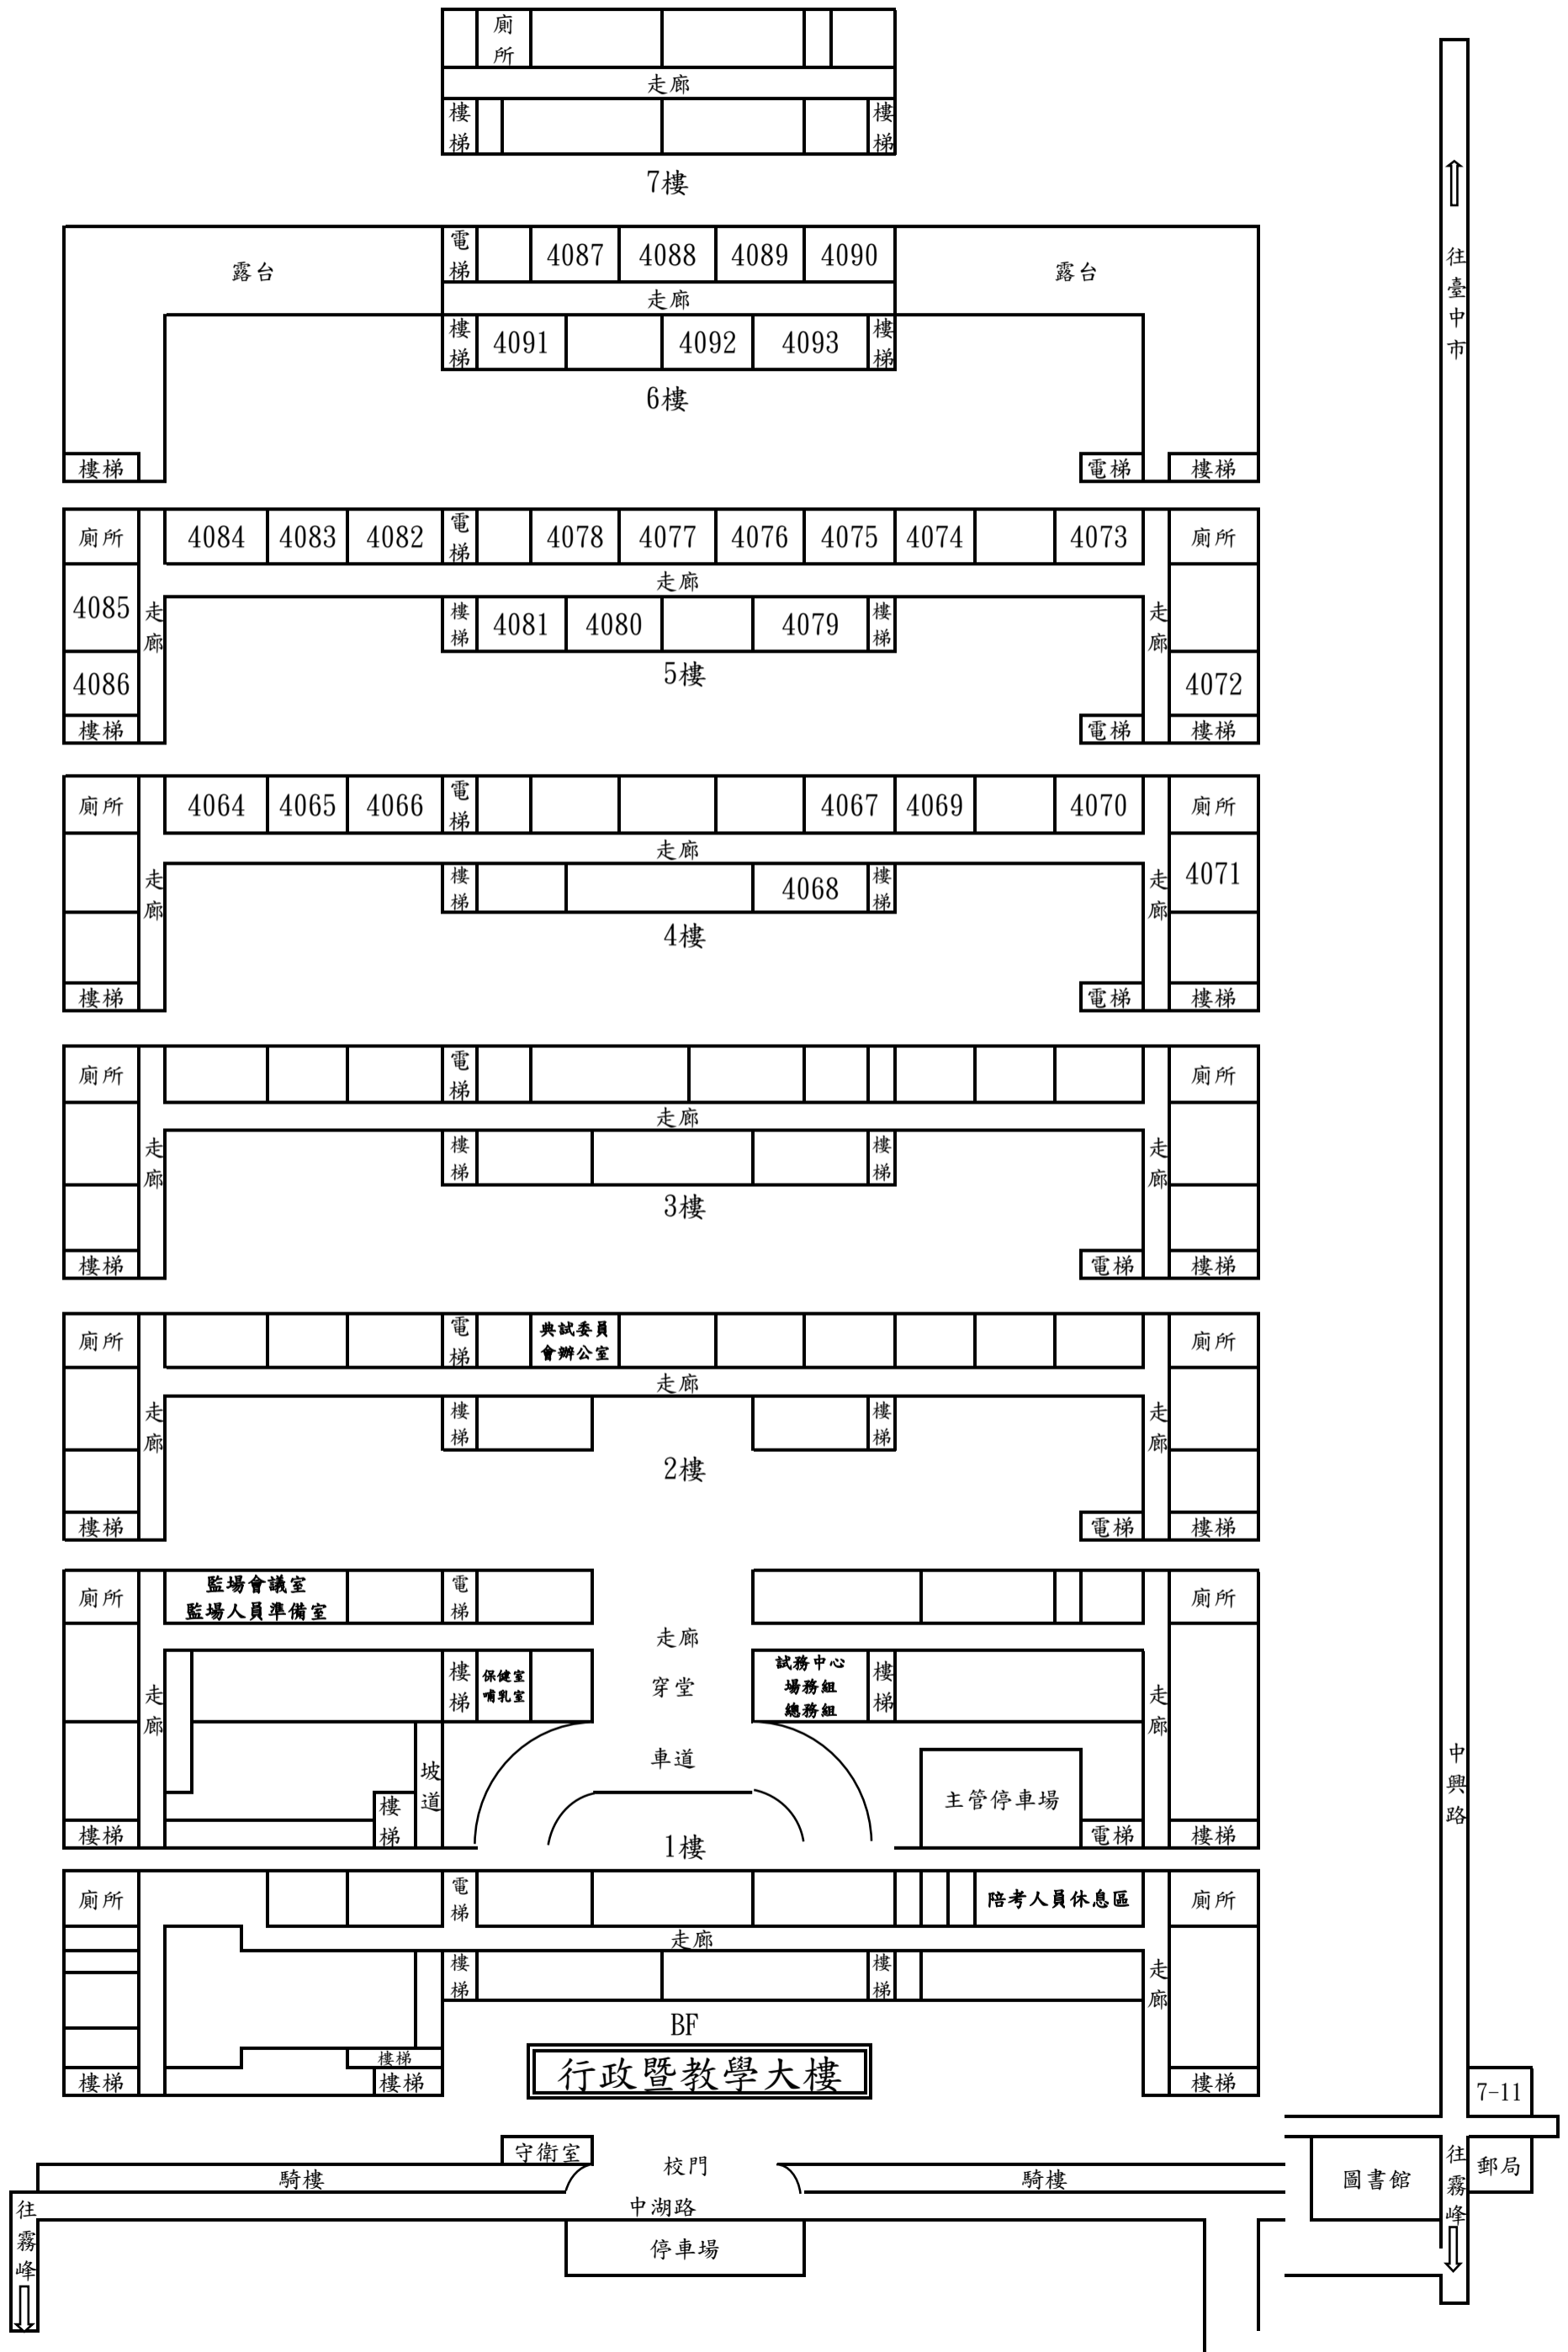 廁所
走廊
樓梯
樓梯
7樓
往臺中市
電梯
4087
4088
4089
4090
露台
露台
走廊
樓梯
4091
4092
4093
樓梯
6樓
樓梯
電梯
樓梯
廁所
4084
4083
4082
電梯
4078
4077
4076
4075
4074
4073
廁所
走廊
4085
走廊
樓梯
4081
4080
4079
樓梯
走廊
5樓
4086
4072
樓梯
電梯
樓梯
廁所
4064
4065
4066
電梯
4067
4069
4070
廁所
走廊
走廊
樓梯
4068
樓梯
走廊
4071
4樓
樓梯
電梯
樓梯
廁所
電梯
廁所
走廊
走廊
樓梯
樓梯
走廊
3樓
樓梯
電梯
樓梯
廁所
電梯
典試委員
會辦公室
廁所
走廊
走廊
樓梯
樓梯
走廊
2樓
樓梯
電梯
樓梯
廁所
監場會議室
監場人員準備室
電梯
廁所
走廊
走廊
樓梯
保健室
哺乳室
穿堂
試務中心
場務組
總務組
樓梯
走廊
坡道
車道
主管停車場
中興路
樓梯
樓梯
1樓
電梯
樓梯
廁所
電梯
陪考人員休息區
廁所
走廊
樓梯
樓梯
走廊
BF
樓梯
樓梯
樓梯
行政暨教學大樓
樓梯
7-11
守衛室
校門
騎樓
騎樓
圖書館
往霧峰
郵局
中湖路
往霧峰
停車場